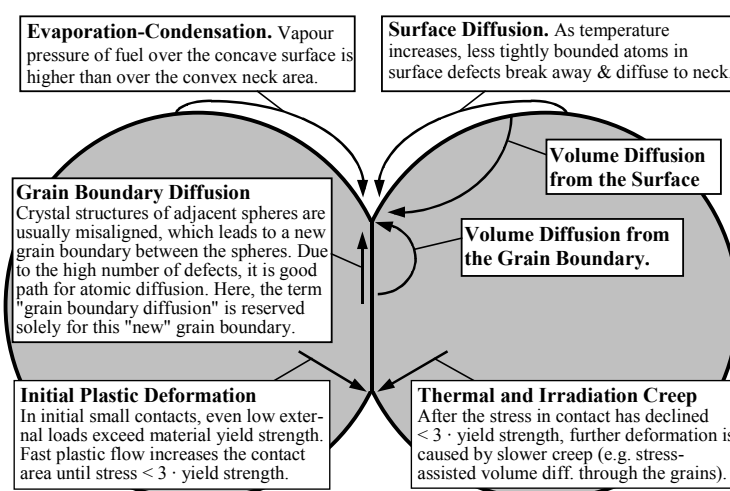 Evaporation-Condensation. Vapour
pressure of fuel over the concave surface is
higher than over the convex neck area.
Surface Diffusion. As temperature
increases, less tightly bounded atoms in
surface defects break away & diffuse to neck.
Volume Diffusion
from the Surface
Grain Boundary Diffusion
Crystal structures of adjacent spheres are
usually misaligned, which leads to a new
grain boundary between the spheres. Due
to the high number of defects, it is good
path for atomic diffusion. Here, the term
"grain boundary diffusion" is reserved
solely for this "new" grain boundary.
Volume Diffusion from
the Grain Boundary.
Initial Plastic Deformation
In initial small contacts, even low exter-
nal loads exceed material yield strength.
Fast plastic flow increases the contact
area until stress < 3 · yield strength.
Thermal and Irradiation Creep
After the stress in contact has declined
< 3 · yield strength, further deformation is
caused by slower creep (e.g. stress-
assisted volume diff. through the grains).